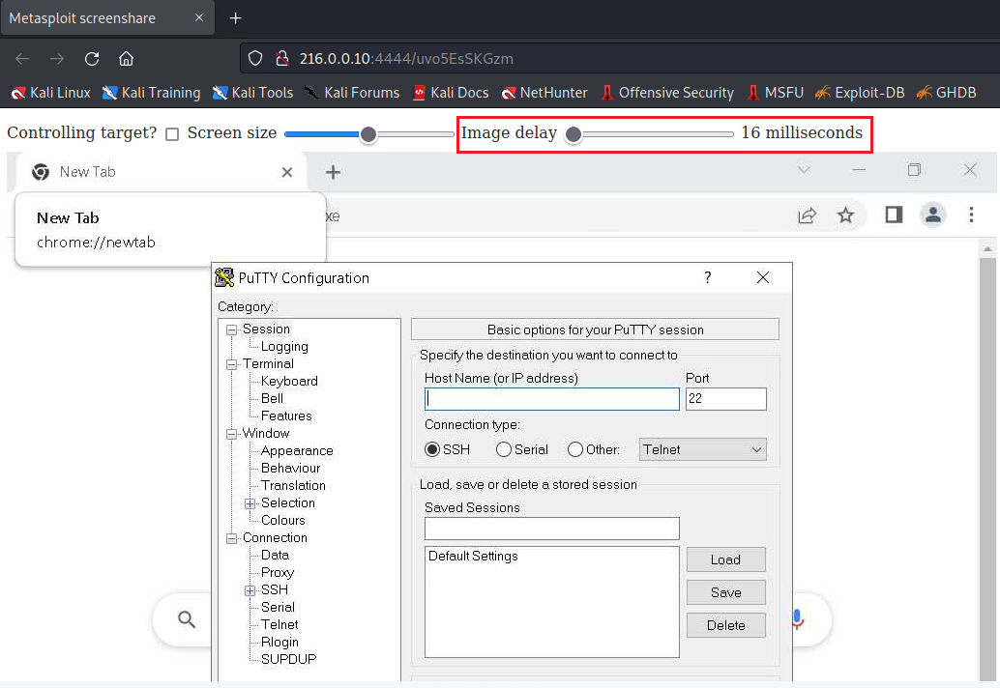 Metasploit screenshare
216.0.0.10:4444/uvo5EsSKGzm
Kali Linux Kali Training Kali Tools Kali Forums Kali Docs NetHunter Offensive Security MSFU Exploit-DB GHDB
Controlling target? Screen size Image delay 16 milliseconds
New Tab
New Tab
chrome://newtab
xe
PuTTY Configuration
?
Category:
Session
Logging
Terminal
Keyboard
Bell
Features
Window
Appearance
Behaviour
Translation
Selection
Colours
Connection
Data
Proxy
SSH
Serial
Telnet
Rlogin
SUPDUP
Basic options for your PuTTY session
Specify the destination you want to connect to
Host Name (or IP address) Port
22
Connection type:
SSH Serial Other: Telnet
Load, save or delete a stored session
Saved Sessions
Default Settings
Load
Save
Delete